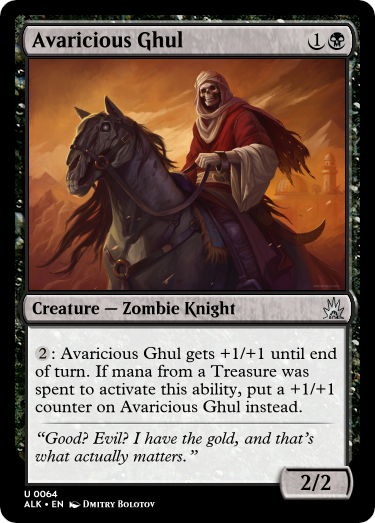 Avaricious Ghul 1
Creature — Zombie Knight
2: Avaricious Ghul gets +1/+1 until end
of turn. If mana from a Treasure was
spent to activate this ability, put a +1/+1
counter on Avaricious Ghul instead.
“Good? Evil? I have the gold, and that’s
what actually matters.”
2/2
U 0064
ALK • EN Dmitry Bolotov